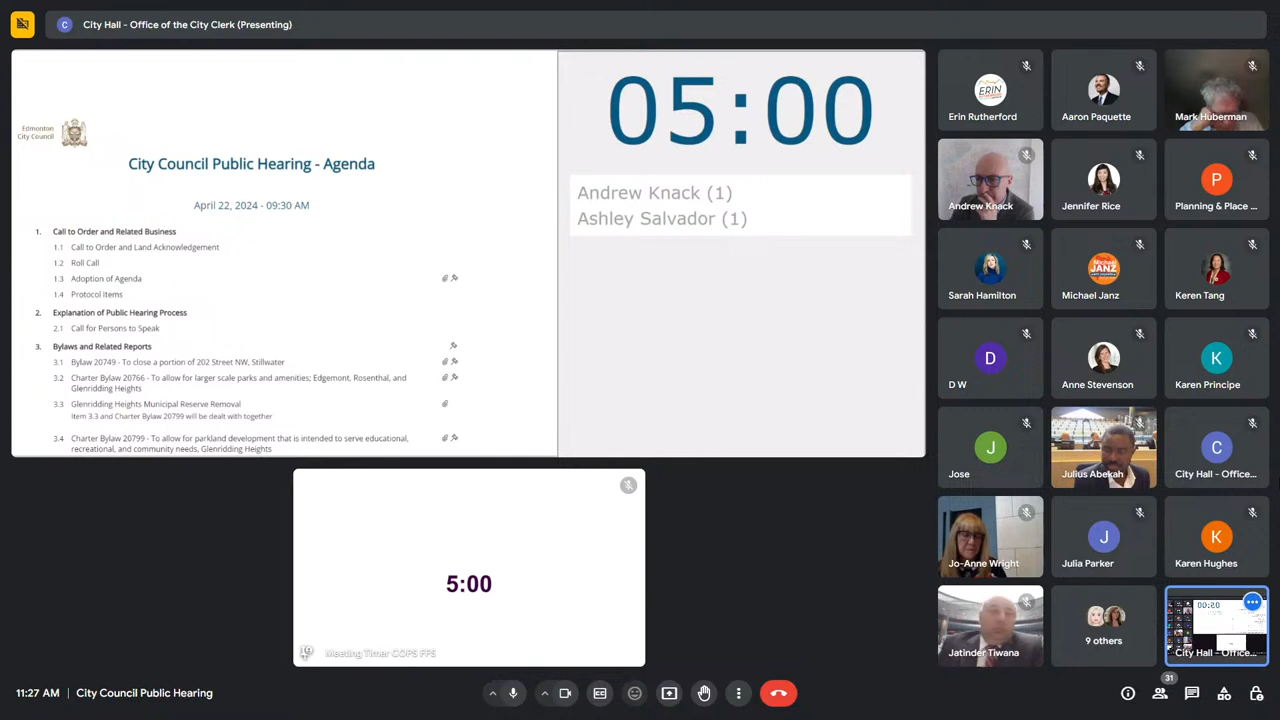 City Hall - Office of the City Clerk (Presenting)
Edmonton
City Council
City Council Public Hearing - Agenda
April 22, 2024 - 09:30 AM
1. Call to Order and Related Business
1.1 Call to Order and Land Acknowledgement
1.2 Roll Call
1.3 Adoption of Agenda
1.4 Protocol Items
2. Explanation of Public Hearing Process
2.1 Call for Persons to Speak
3. Bylaws and Related Reports
3.1 Bylaw 20749 - To close a portion of 202 Street NW, Stillwater
3.2 Charter Bylaw 20766 - To allow for larger scale parks and amenities; Edgemont, Rosenthal, and
Glenridding Heights
3.3 Glenridding Heights Municipal Reserve Removal
Item 3.3 and Charter Bylaw 20799 will be dealt with together
3.4 Charter Bylaw 20799 - To allow for parkland development that is intended to serve educational,
recreational, and community needs, Glenridding Heights
05:00
Andrew Knack (1)
Ashley Salvador (1)
5:00
Meeting Timer COPS FFS
ERIN
Erin Rutherford
Aaron Paquette
Mark Huberman
Andrew Knack
Jennifer Rice
P
Planning & Place ...
Sarah Hamilton
Michael
JANZ
Michael Janz
Keren Tang
D
D W
Anne Stevenson
K
Karen Principe
J
Jose
Julius Abekah
C
City Hall - Office...
Jo-Anne Wright
J
Julia Parker
K
Karen Hughes
Jatinder Tiwana
9 others
05:00
City Hall - Office...
11:27 AM | City Council Public Hearing
31